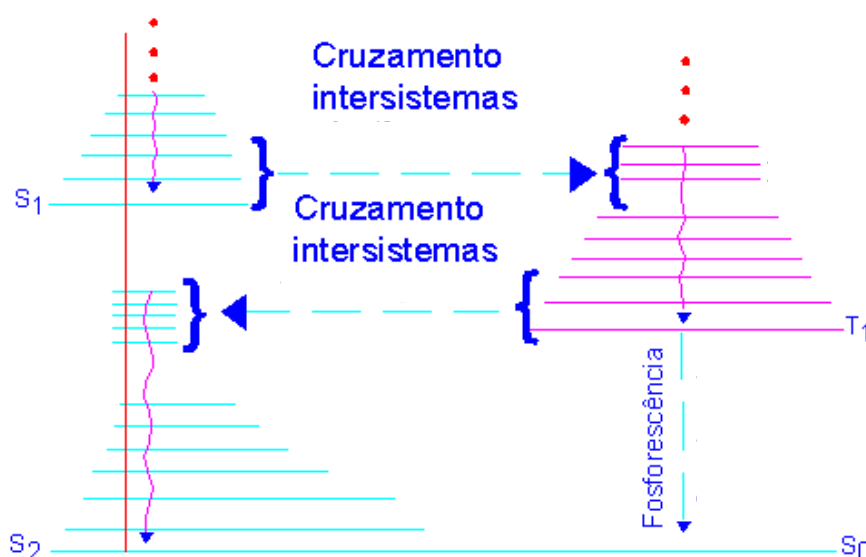 Cruzamento
intersistemas
S1
Cruzamento
intersistemas
T1
Fosforescência
S2
S0